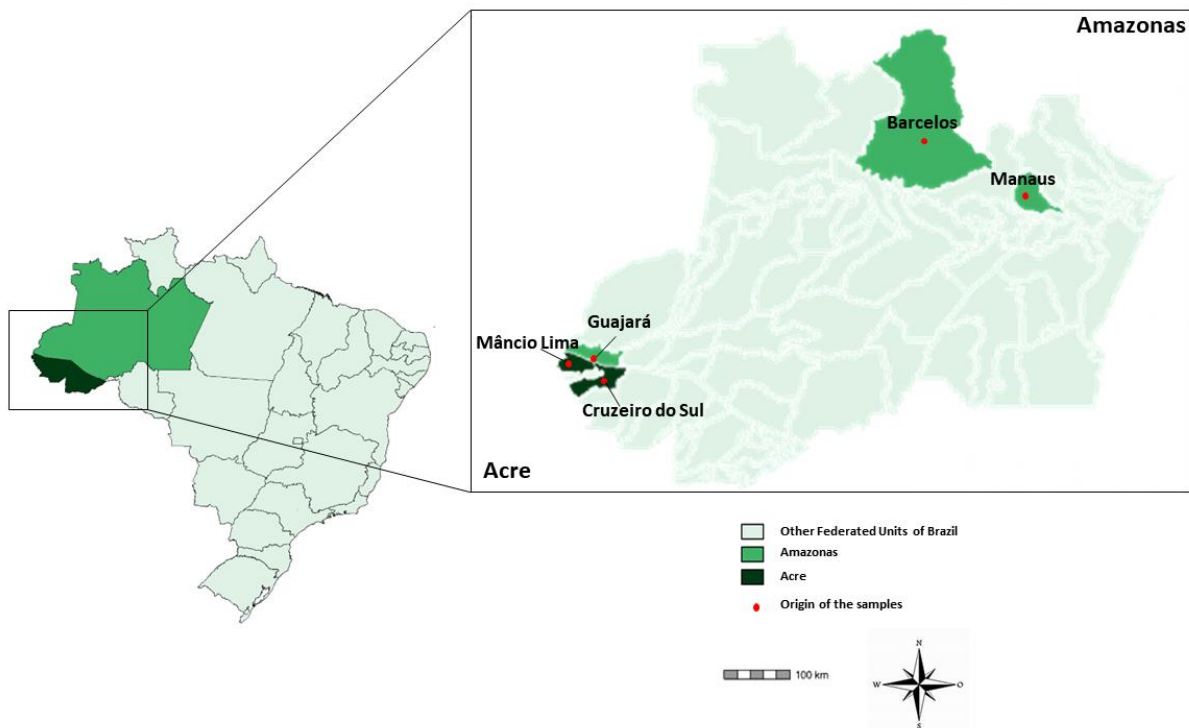 Amazonas
Barcelos
Manaus
Guajará
Mâncio Lima
Cruzeiro do Sul
Acre
Other Federated Units of Brazil
Amazonas
Acre
Origin of the samples
100 km
N
W
O
S